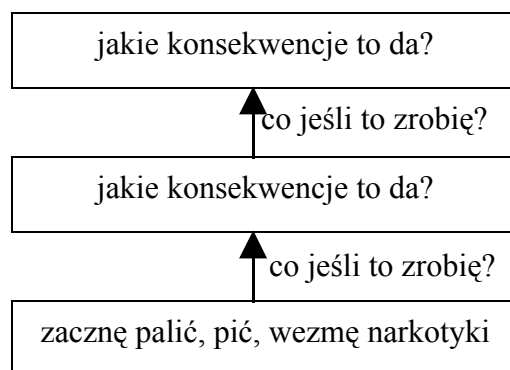 jakie konsekwencje to da?
co jeśli to zrobię?
jakie konsekwencje to da?
co jeśli to zrobię?
zacznę palić, pić, wezmę narkotyki